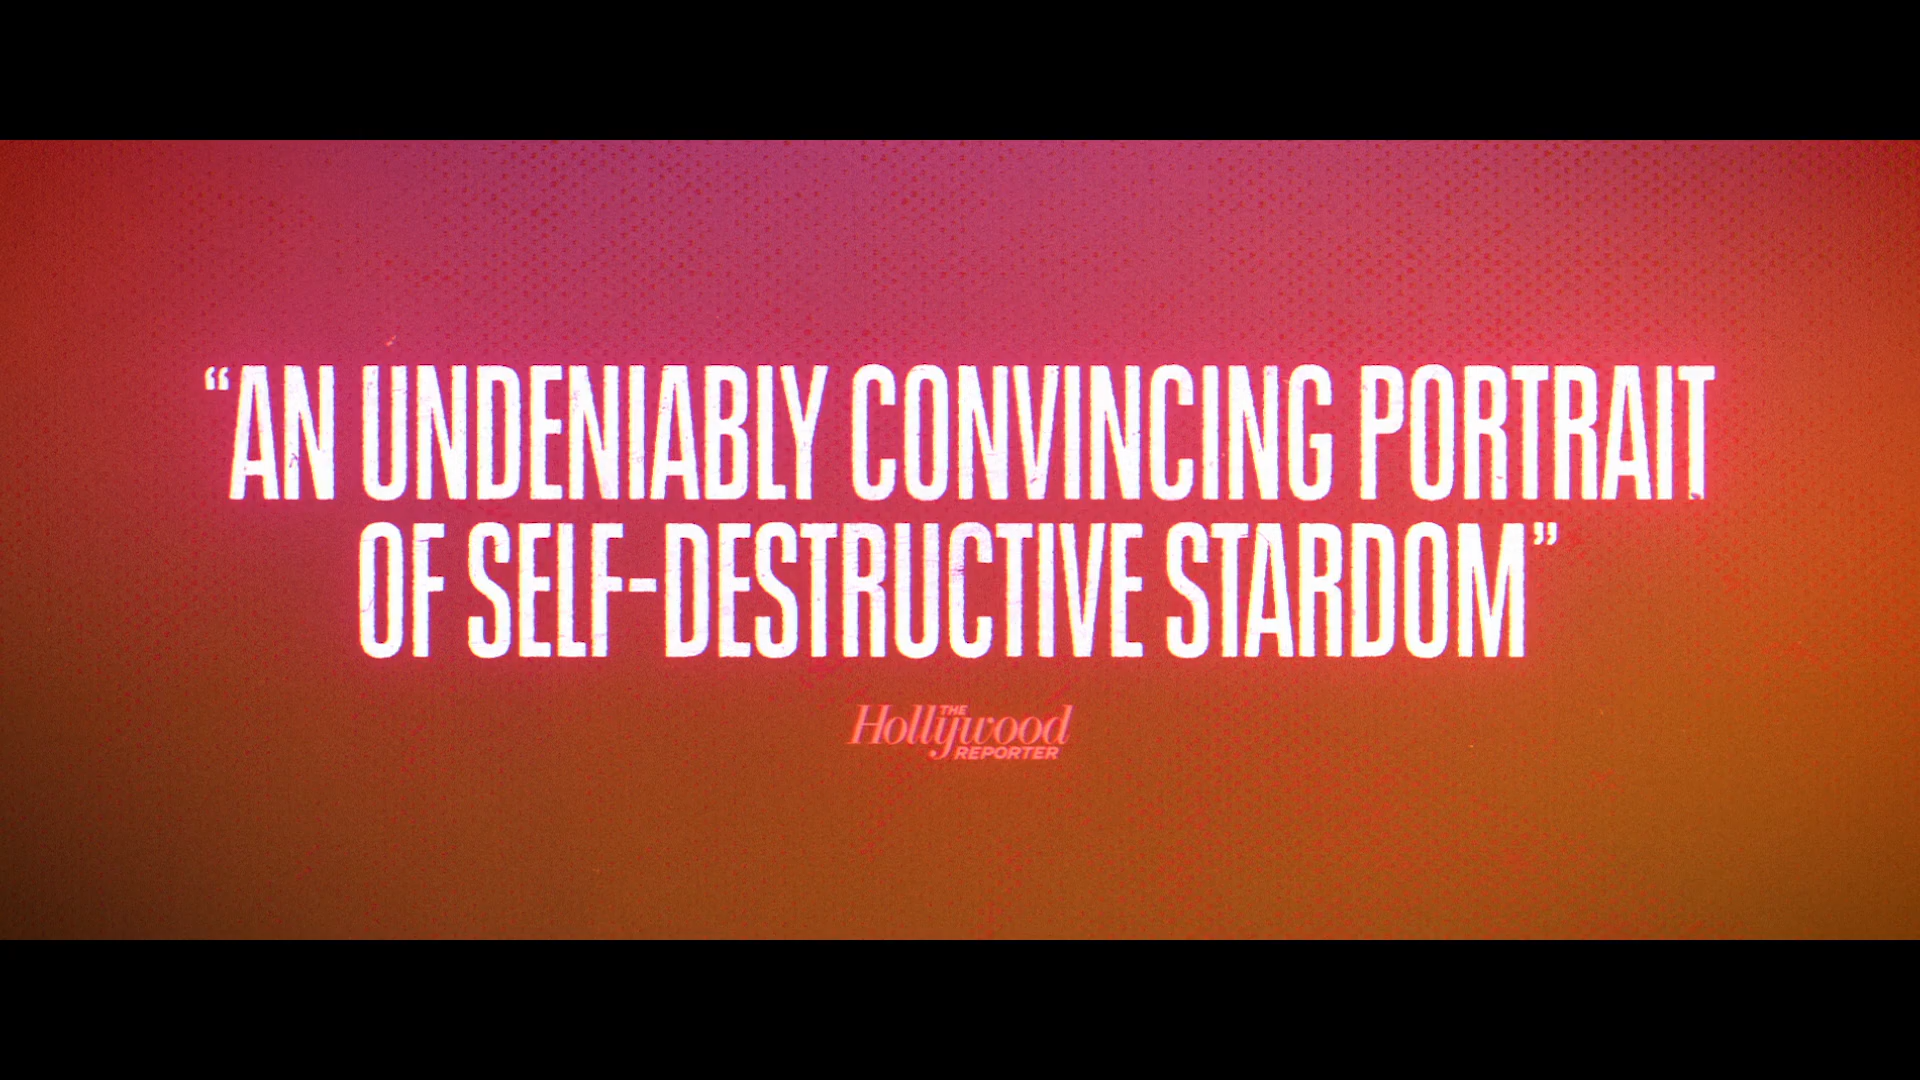 “AN UNDENIABLY CONVINCING PORTRAIT
OF SELF-DESTRUCTIVE STARDOM”
THE
Hollywood
REPORTER